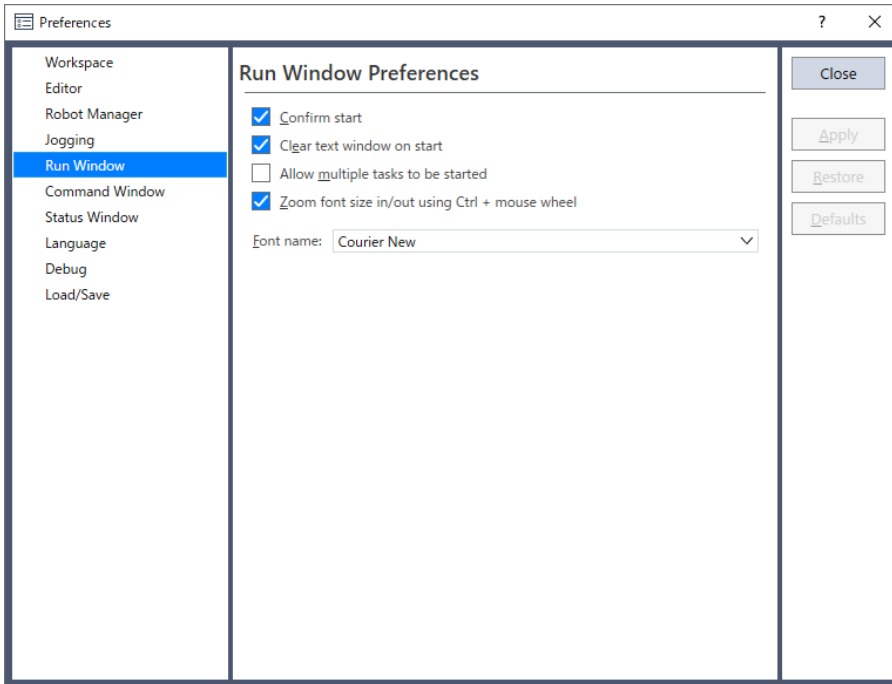 Preferences
?
Workspace
Editor
Robot Manager
Jogging
Run Window
Command Window
Status Window
Language
Debug
Load/Save
Run Window Preferences
Confirm start
Clear text window on start
Allow multiple tasks to be started
Zoom font size in/out using Ctrl + mouse wheel
Font name: Courier New
Close
Apply
Restore
Defaults